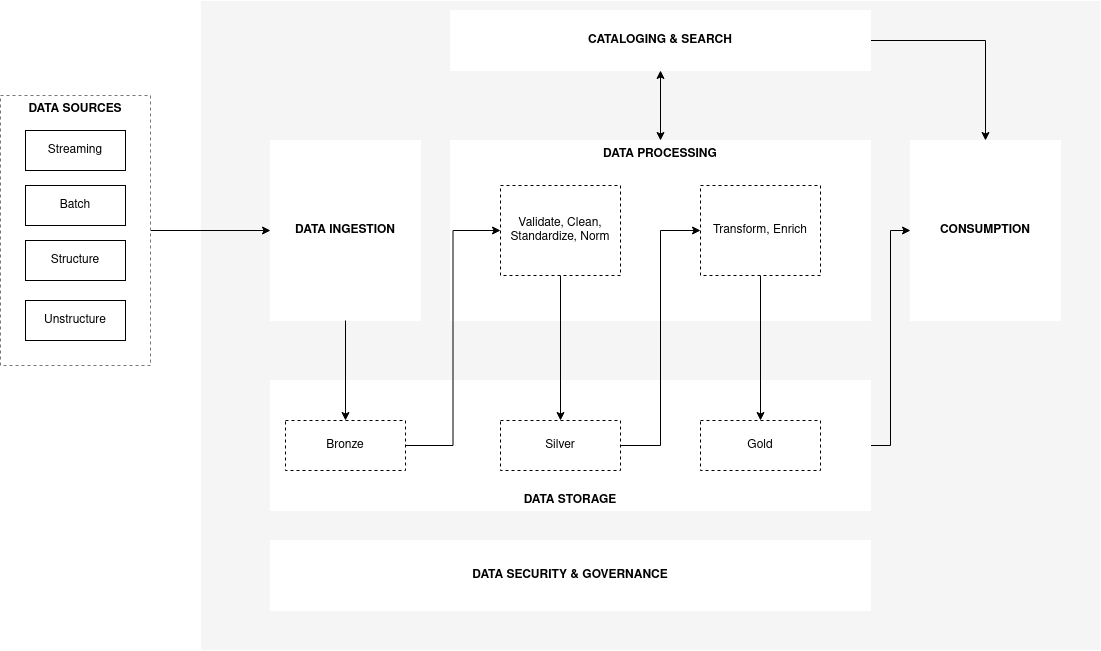 CATALOGING & SEARCH
DATA SOURCES
Streaming
Batch
Structure
Unstructure
DATA INGESTION
DATA PROCESSING
Validate, Clean,
Standardize, Norm
Transform, Enrich
CONSUMPTION
Bronze
Silver
Gold
DATA STORAGE
DATA SECURITY & GOVERNANCE